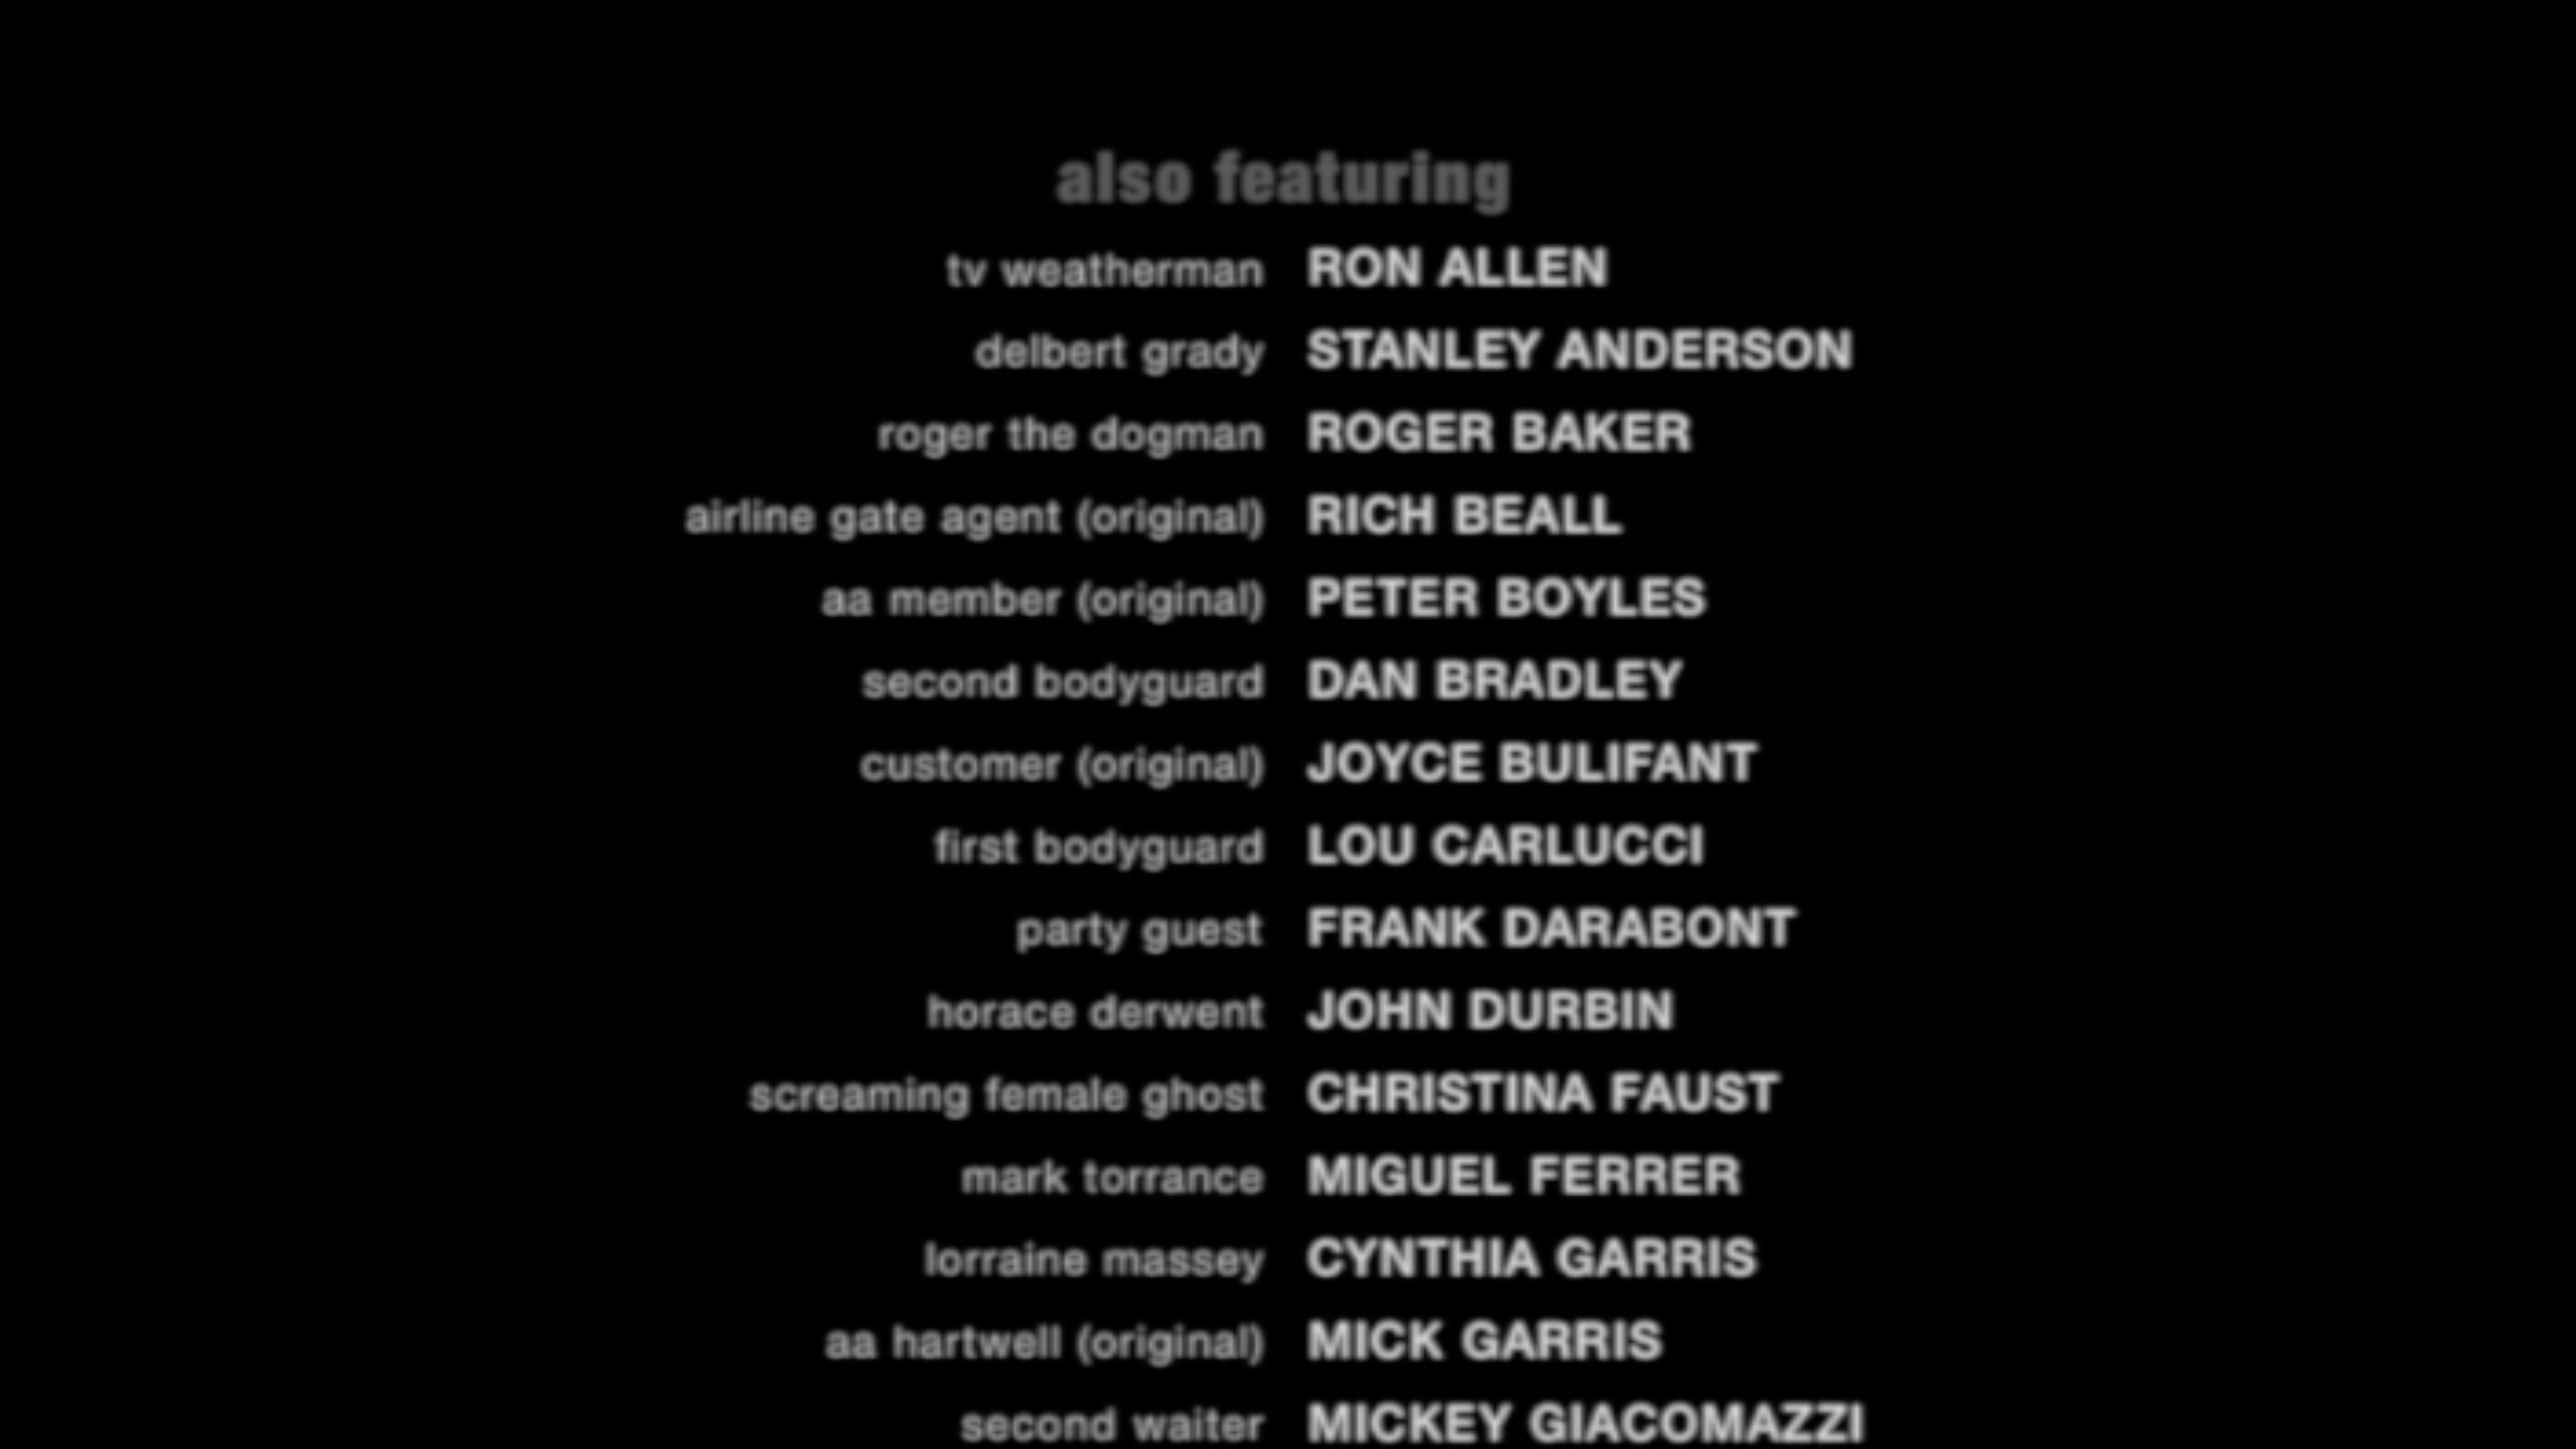 also featuring
tv weatherman RON ALLEN
delbert grady STANLEY ANDERSON
roger the dogman ROGER BAKER
airline gate agent (original) RICH BEALL
aa member (original) PETER BOYLES
second bodyguard DAN BRADLEY
customer (original) JOYCE BULIFANT
first bodyguard LOU CARLUCCI
party guest FRANK DARABONT
horace derwent JOHN DURBIN
screaming female ghost CHRISTINA FAUST
mark torrance MIGUEL FERRER
lorraine massey CYNTHIA GARRIS
aa hartwell (original) MICK GARRIS
second waiter MICKEY GIACOMAZZI